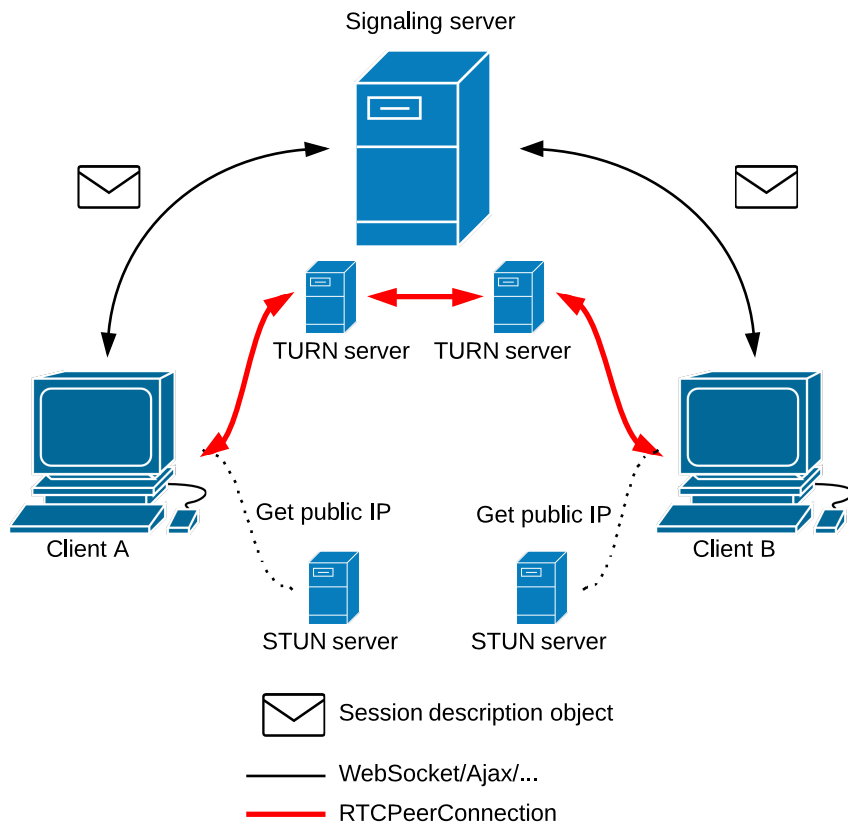 Signaling server
TURN server
TURN server
Get public IP
Get public IP
Client A
Client B
STUN server
STUN server
Session description object
WebSocket/Ajax/...
RTCPeerConnection